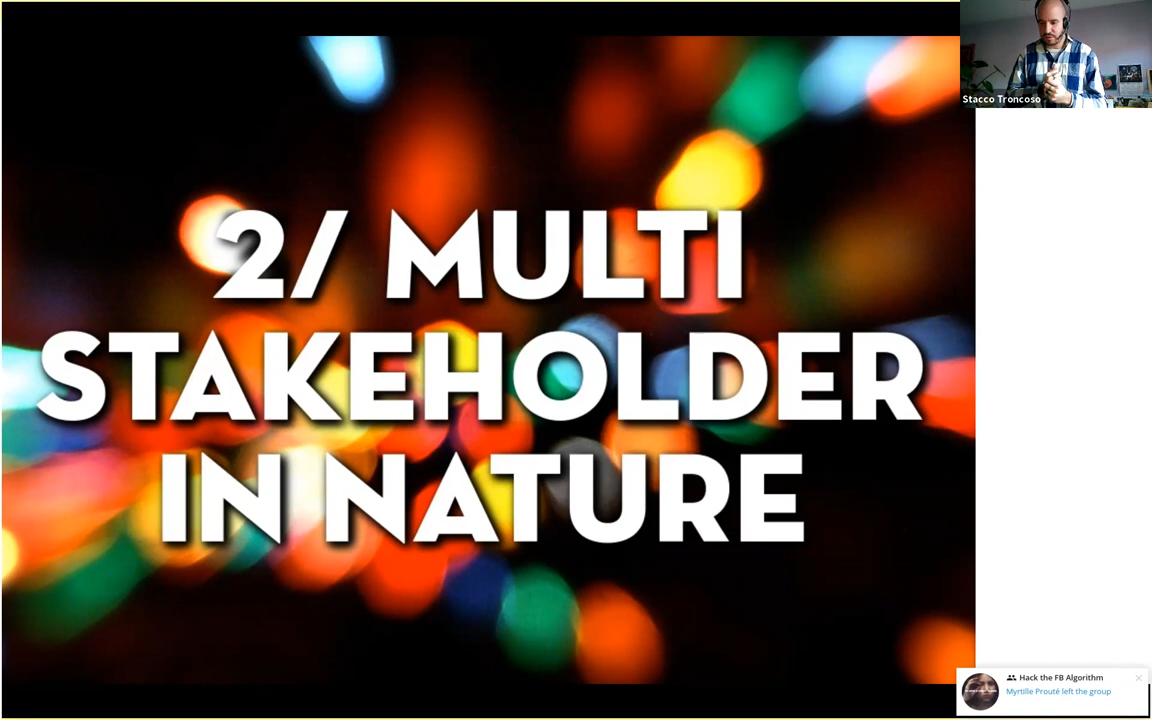 2/ MULTI
STAKEHOLDER
IN NATURE
Stacco Troncoso
Hack the FB Algorithm
Myrtille Prouté left the group